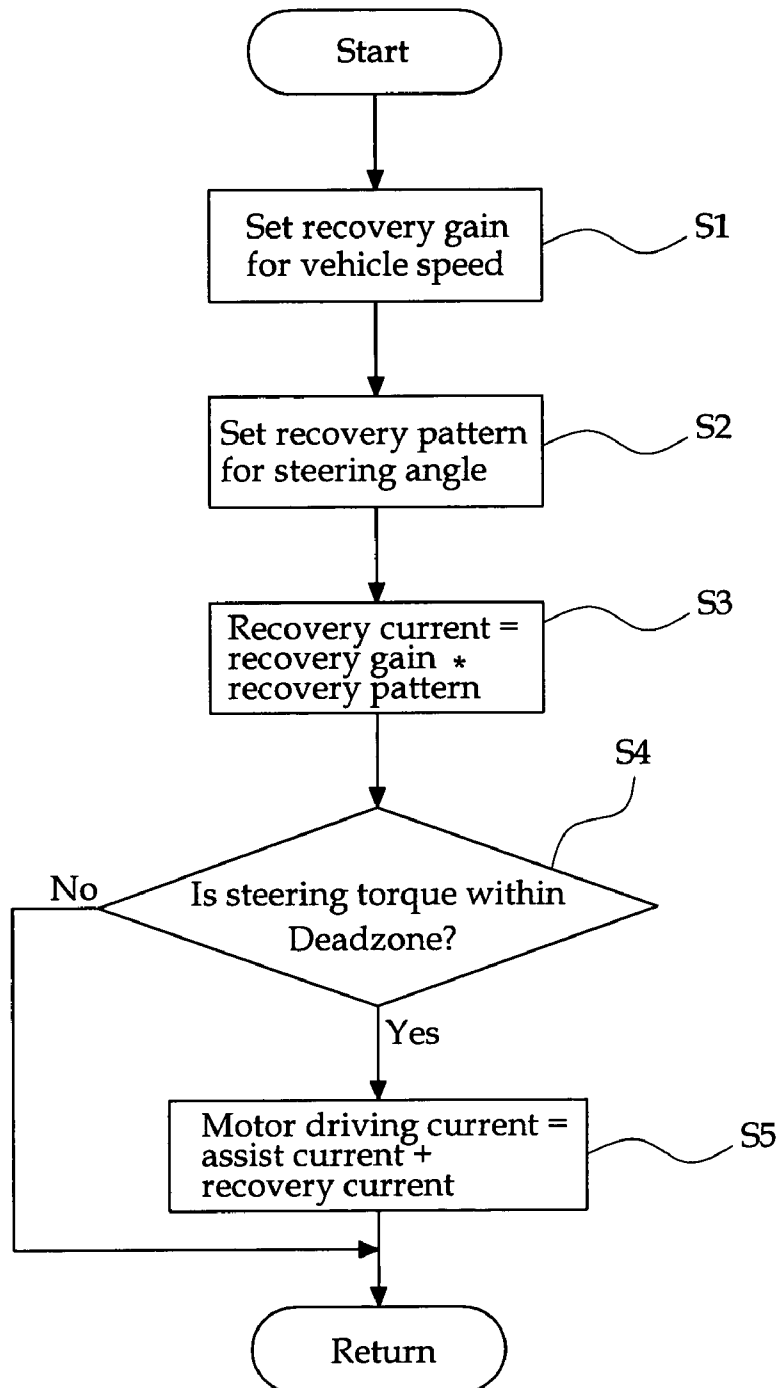 Start
Set recovery gain
for vehicle speed
S1
Set recovery pattern
for steering angle
S2
Recovery current =
recovery gain *
recovery pattern
S3
S4
Is steering torque within
Deadzone?
No
Yes
Motor driving current =
assist current +
recovery current
S5
Return